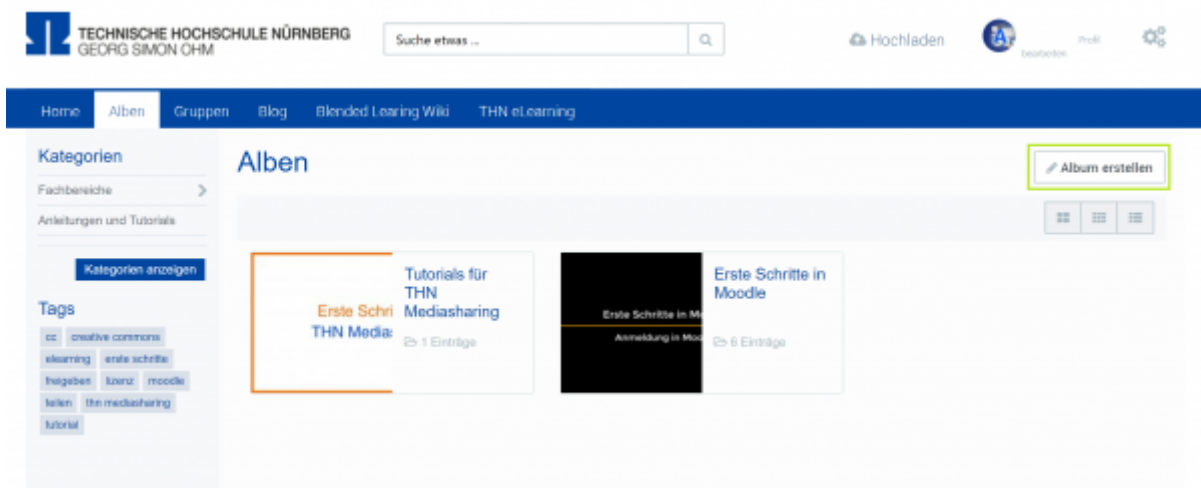 TECHNISCHE HOCHSCHULE NÜRNBERG
GEORG SIMON OHM
Suche etwas ...
Hochladen
Profil
bearbeiten
Home Alben Gruppen Blog Blended Learing Wiki THN eLearning
Kategorien
Fachbereiche
Anleitungen und Tutorials
Kategorien anzeigen
Tags
cc creative commons
elearning erste schritte
freigeben lizenz moodle
teilen thn mediasharing
tutorial
Alben
Album erstellen
Erste Schri
THN Media
Tutorials für
THN
Mediasharing
1 Einträge
Erste Schritte in M
Anmeldung in Moo
Erste Schritte in
Moodle
6 Einträge